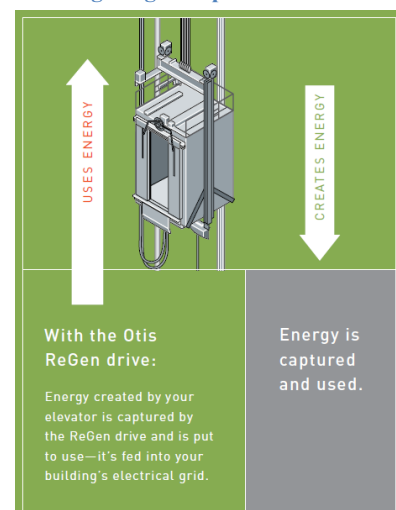 USES ENERGY
CREATES ENERGY
With the Otis
ReGen drive:
Energy created by your
elevator is captured by
the ReGen drive and is put
to use—it's fed into your
building's electrical grid.
Energy is
captured
and used.